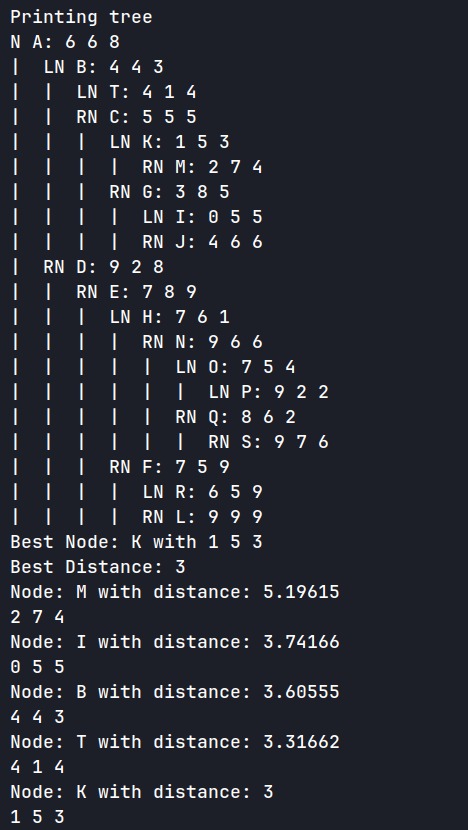 Printing tree
N A: 6 6 8
|  LN B: 4 4 3
|  |  LN T: 4 1 4
|  |  RN C: 5 5 5
|  |  |  LN K: 1 5 3
|  |  |  |  RN M: 2 7 4
|  |  |  RN G: 3 8 5
|  |  |  |  LN I: 0 5 5
|  |  |  |  RN J: 4 6 6
|  RN D: 9 2 8
|  |  RN E: 7 8 9
|  |  |  LN H: 7 6 1
|  |  |  |  RN N: 9 6 6
|  |  |  |  |  LN O: 7 5 4
|  |  |  |  |  |  LN P: 9 2 2
|  |  |  |  |  RN Q: 8 6 2
|  |  |  |  |  |  RN S: 9 7 6
|  |  |  RN F: 7 5 9
|  |  |  |  LN R: 6 5 9
|  |  |  |  RN L: 9 9 9
Best Node: K with 1 5 3
Best Distance: 3
Node: M with distance: 5.19615
2 7 4
Node: I with distance: 3.74166
0 5 5
Node: B with distance: 3.60555
4 4 3
Node: T with distance: 3.31662
4 1 4
Node: K with distance: 3
1 5 3